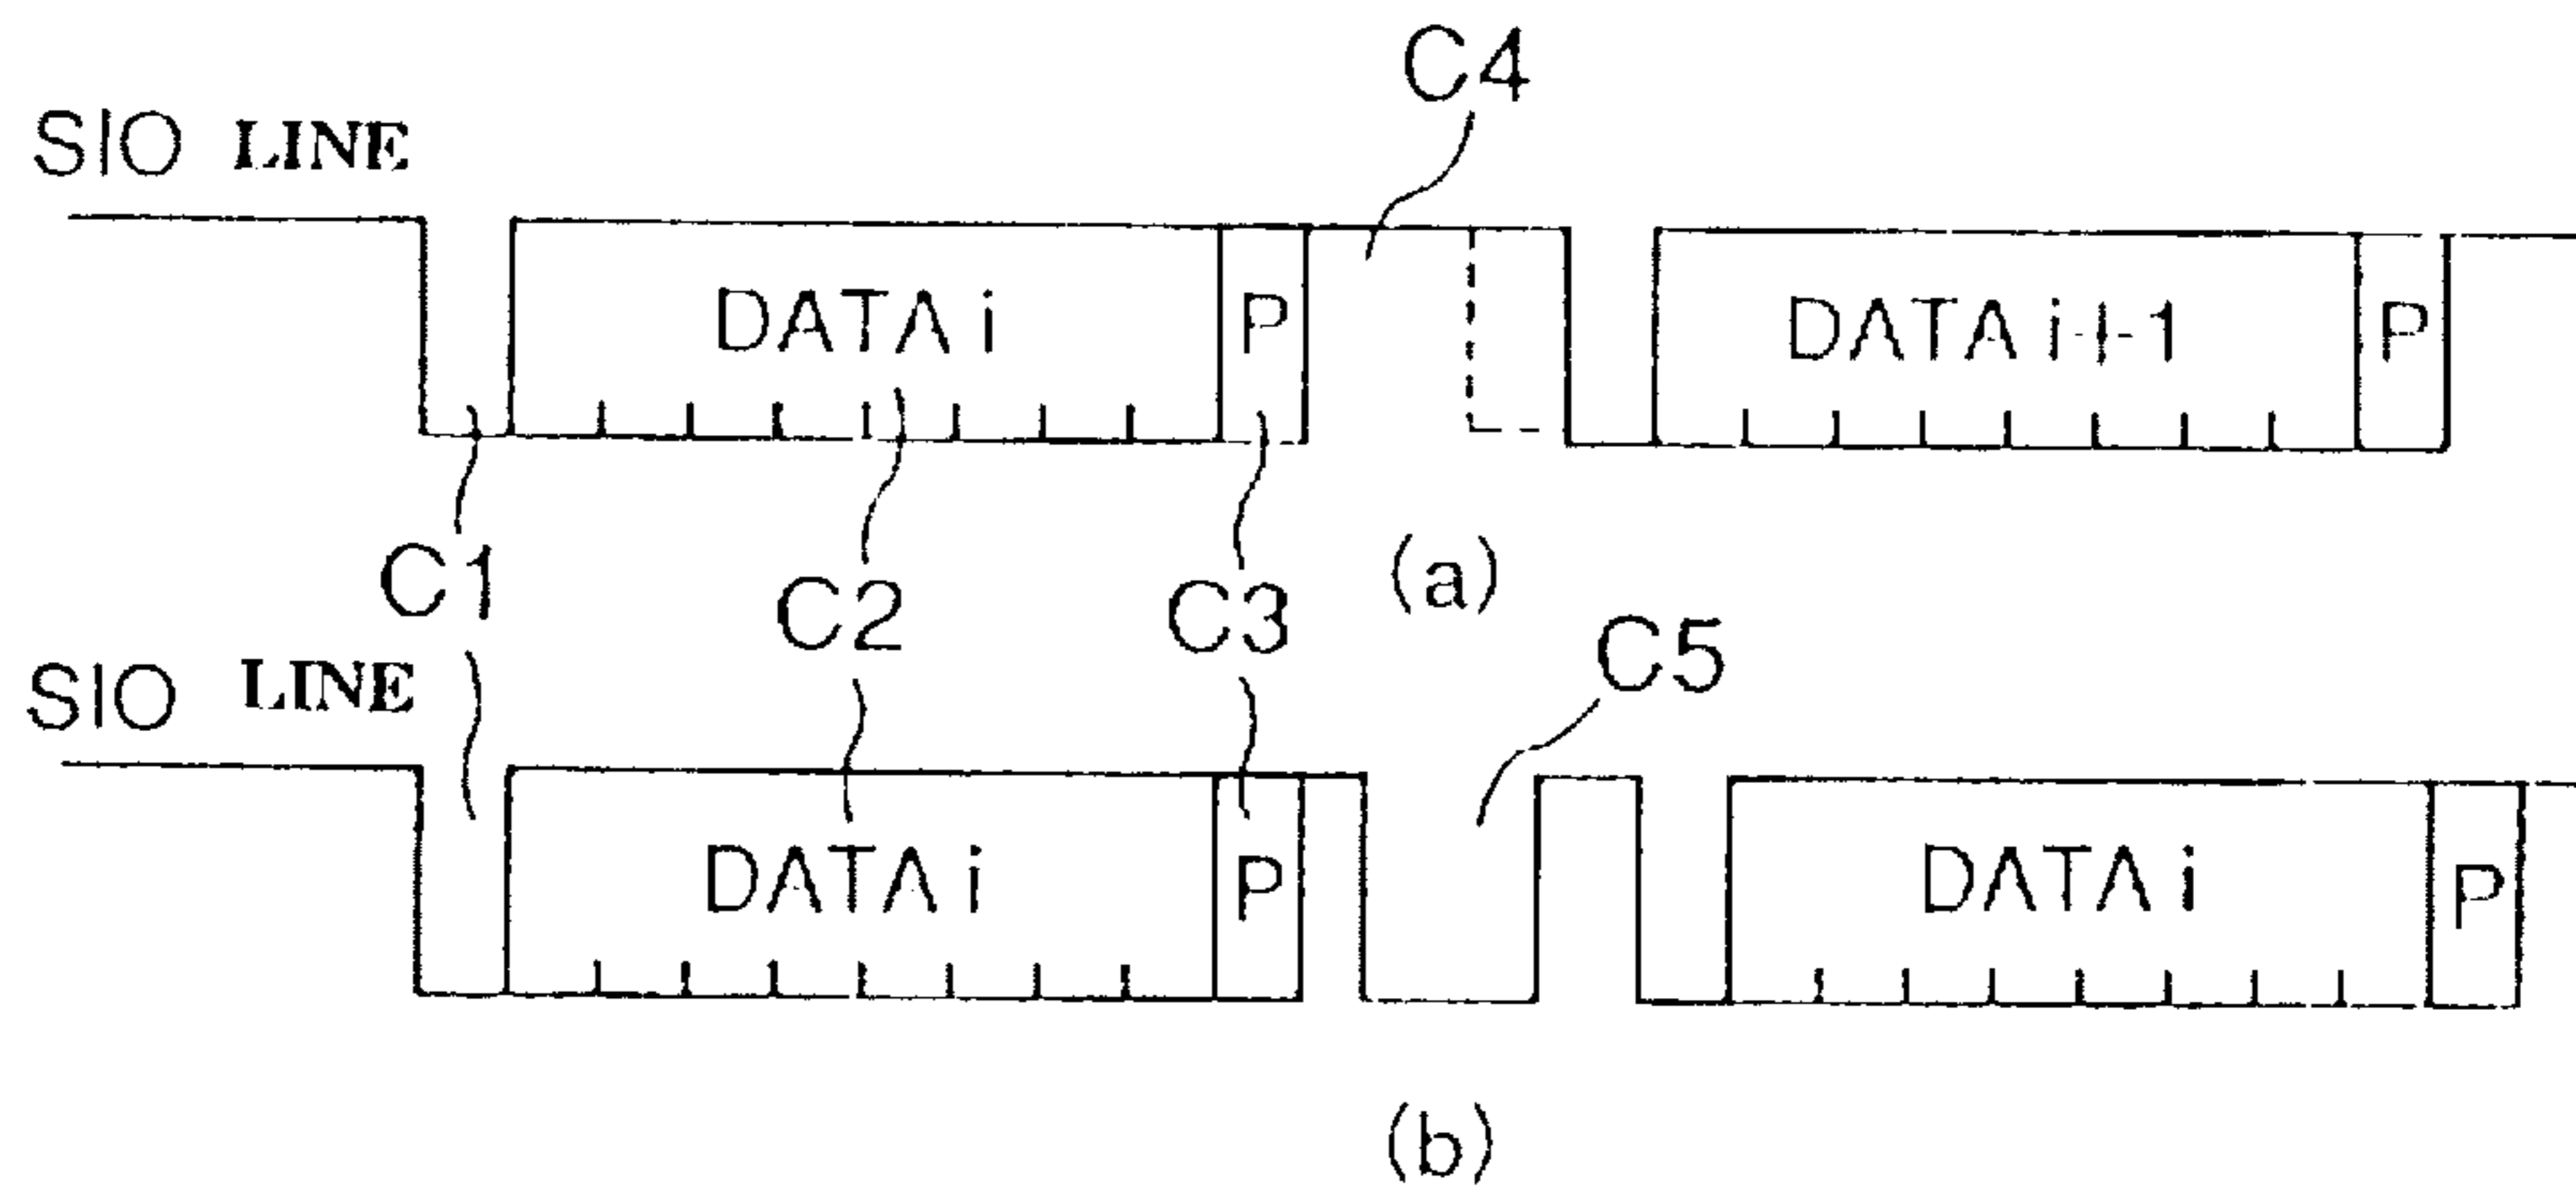 C4
SIO LINE
DATA i P DATA i+1 P
(a)
C1 C2 C3
C5
SIO LINE
DATA i P DATA i P
(b)